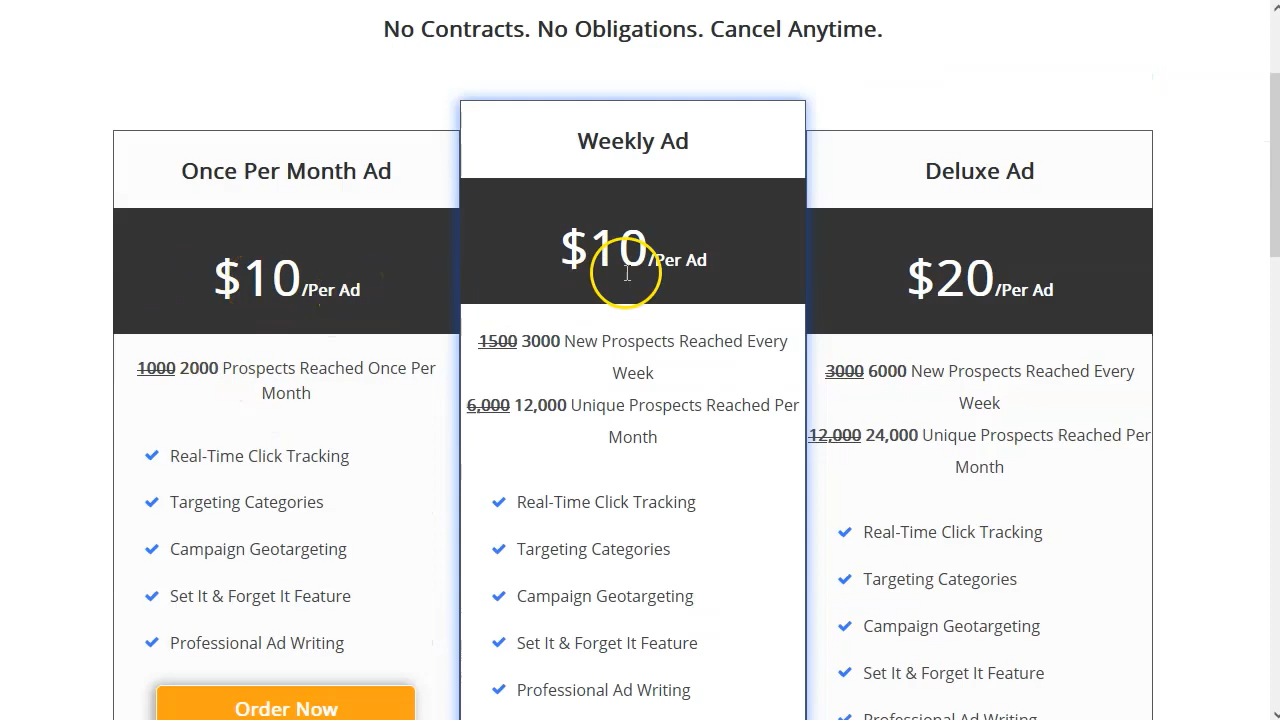 No Contracts. No Obligations. Cancel Anytime.
Once Per Month Ad
$10/Per Ad
1000 2000 Prospects Reached Once Per
Month
Real-Time Click Tracking
Targeting Categories
Campaign Geotargeting
Set It & Forget It Feature
Professional Ad Writing
Order Now
Weekly Ad
$10/Per Ad
1500 3000 New Prospects Reached Every
Week
6,000 12,000 Unique Prospects Reached Per
Month
Real-Time Click Tracking
Targeting Categories
Campaign Geotargeting
Set It & Forget It Feature
Professional Ad Writing
Deluxe Ad
$20/Per Ad
3000 6000 New Prospects Reached Every
Week
12,000 24,000 Unique Prospects Reached Per
Month
Real-Time Click Tracking
Targeting Categories
Campaign Geotargeting
Set It & Forget It Feature
Professional Ad Writing